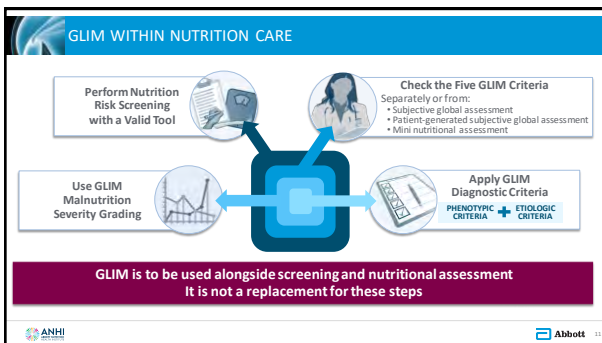 GLIM WITHIN NUTRITION CARE
Perform Nutrition
Risk Screening
with a Valid Tool
Check the Five GLIM Criteria
Separately or from:
• Subjective global assessment
• Patient-generated subjective global assessment
• Mini nutritional assessment
Use GLIM
Malnutrition
Severity Grading
Apply GLIM
Diagnostic Criteria
PHENOTYPIC CRITERIA + ETIOLOGIC CRITERIA
GLIM is to be used alongside screening and nutritional assessment
It is not a replacement for these steps
ANHI
Abbott 11